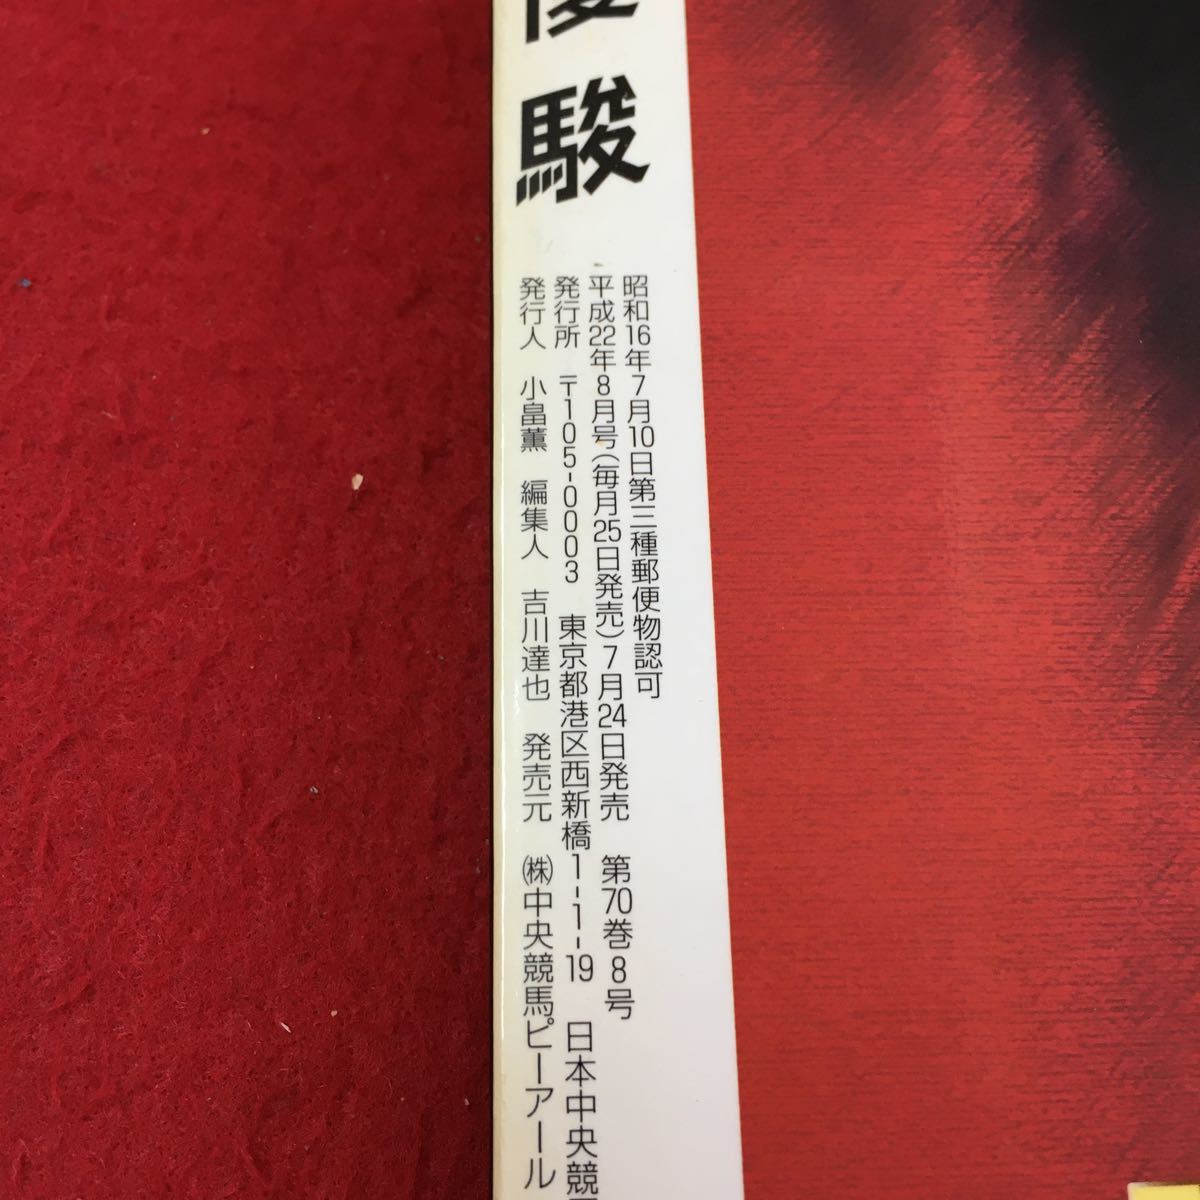 優駿
昭和16年7月10日第三種郵便物認可
平成22年8月号(毎月25日発売)7月24日発売 第70巻8号
発行所 〒105-0003 東京都港区西新橋1-1-19 日本中央競
発行人 小畠薫 編集人 吉川達也 発売元 ㈱中央競馬ピーアール